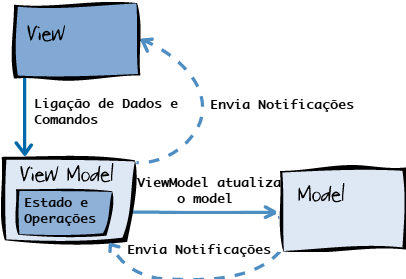 View
Ligação de Dados e
Comandos
Envia Notificações
View Model
Estado e
Operações
ViewModel atualiza
o model
Model
Envia Notificações